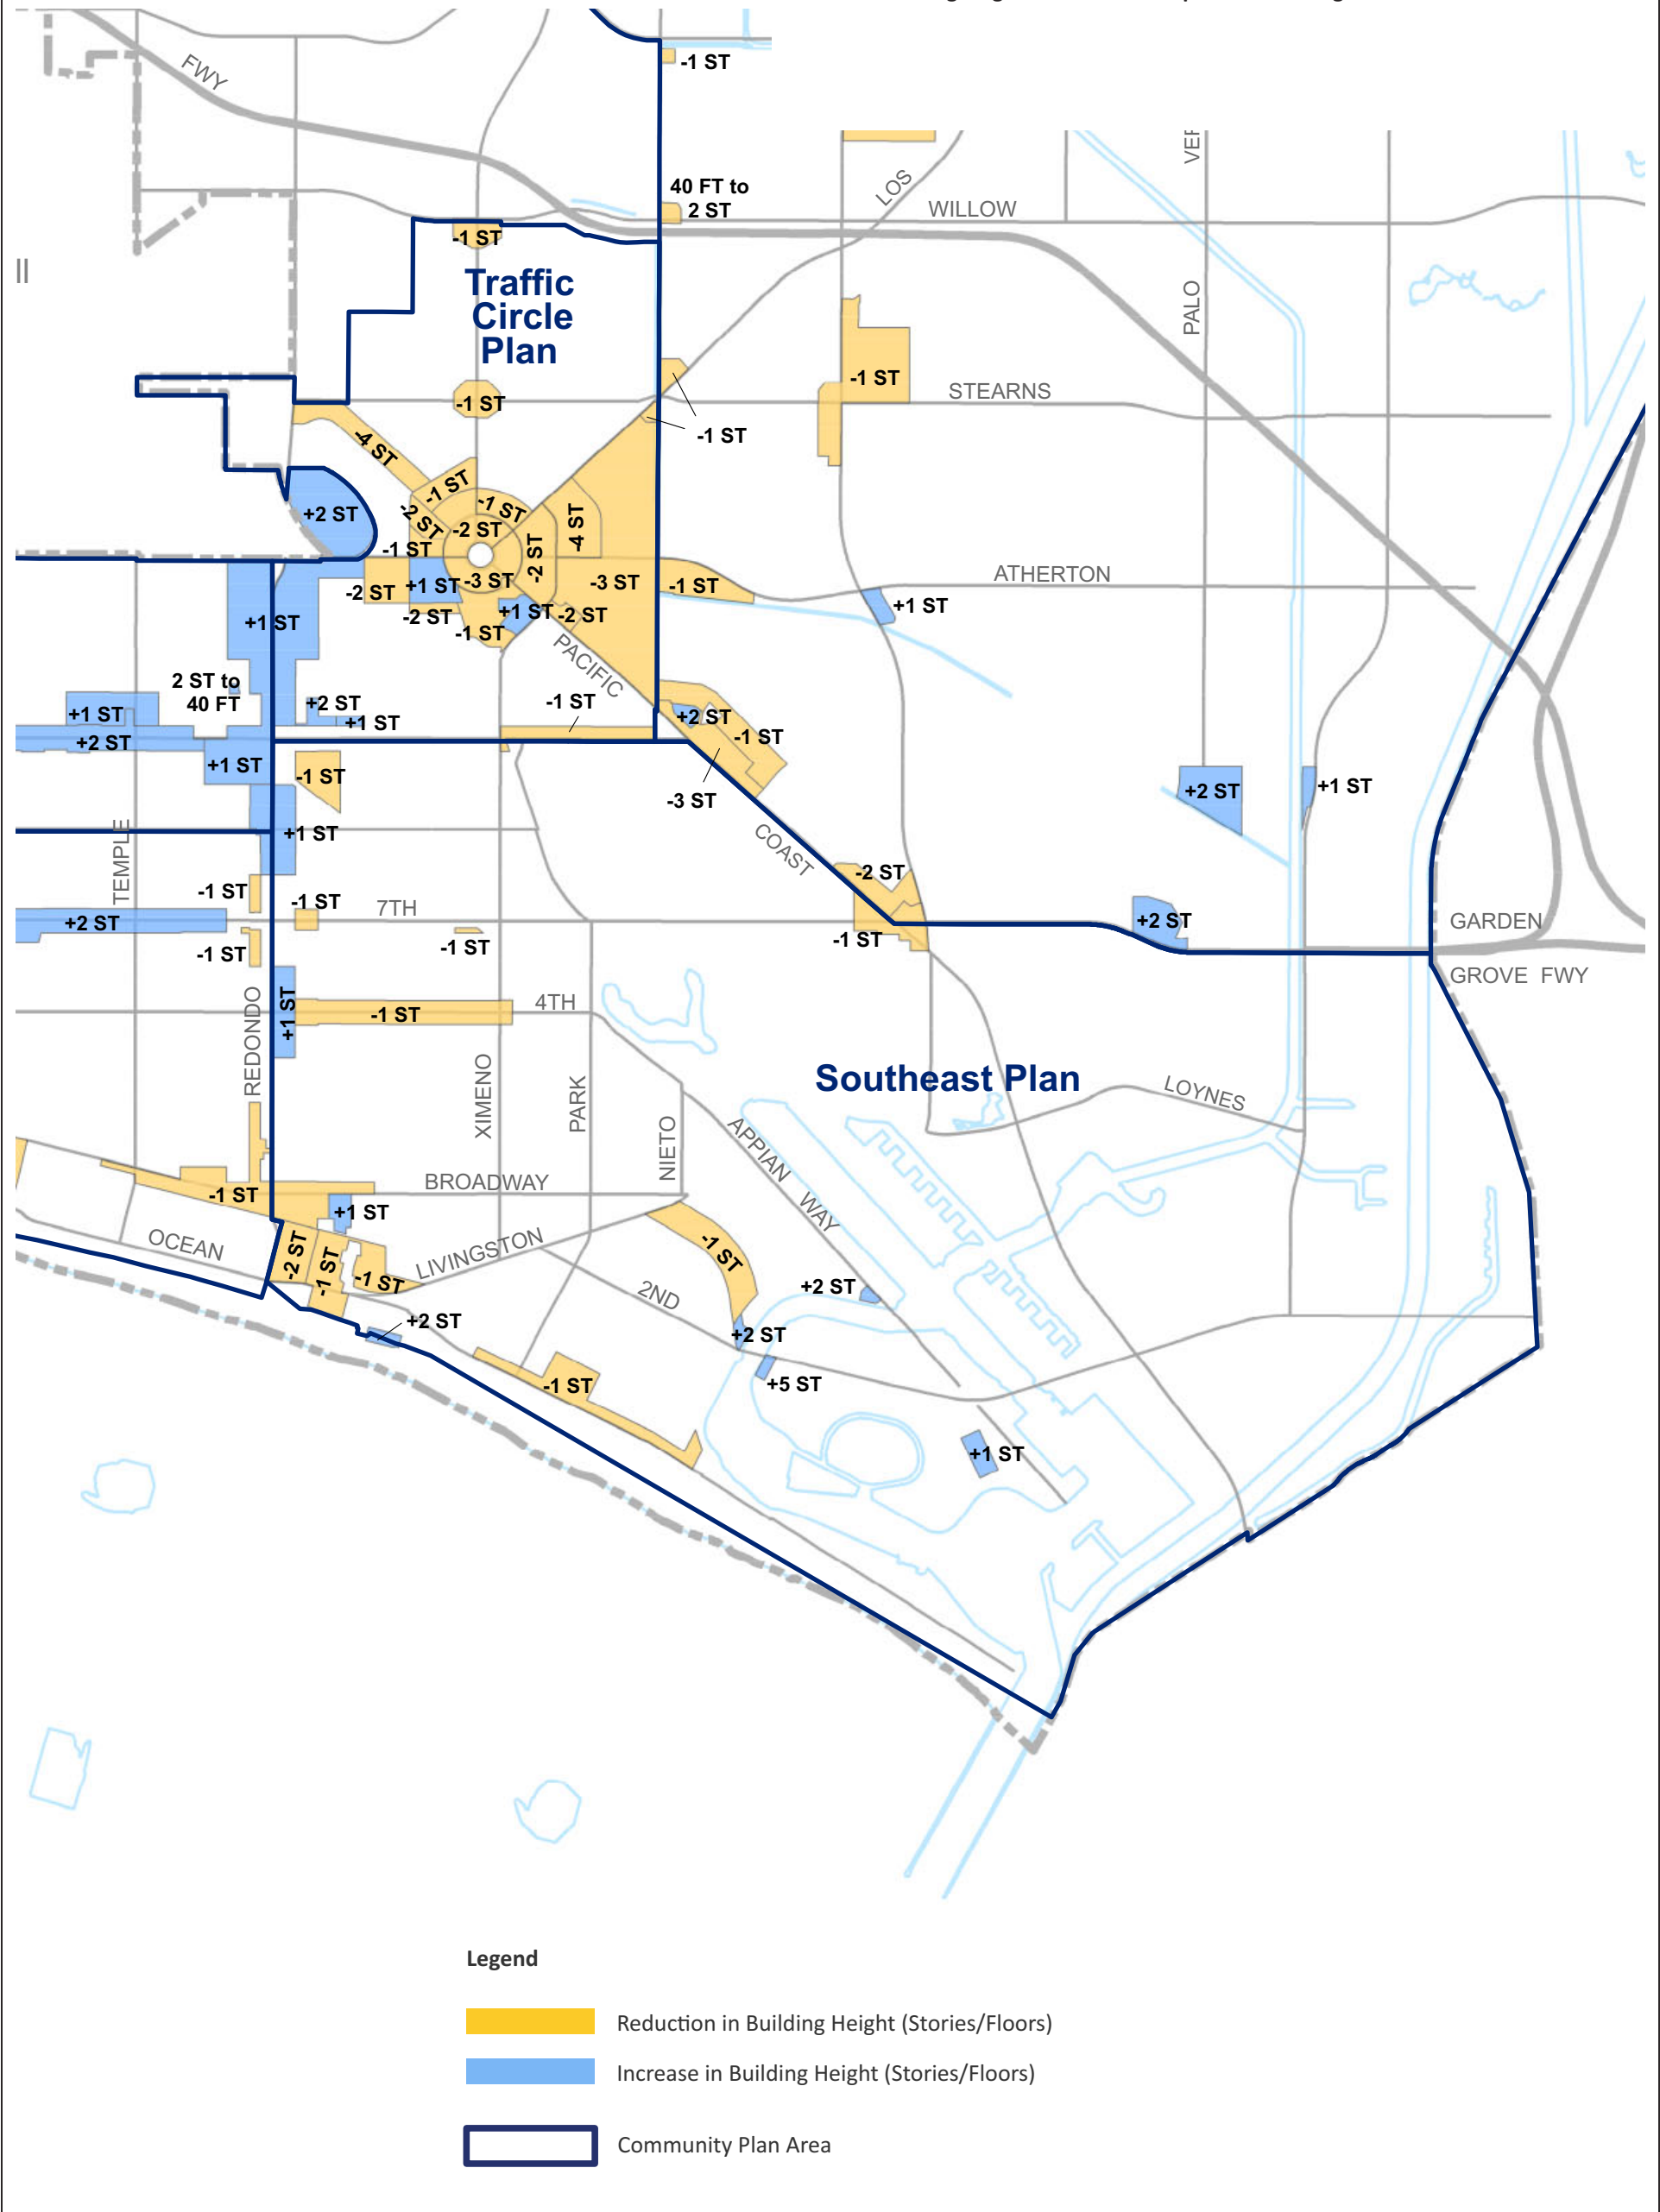 FWY
-1 ST
40 FT to
2 ST
LOS
WILLOW
PALO
-1 ST
Traffic
Circle
Plan
-1 ST
STEARNS
-1 ST
-1 ST
-4 ST
-1 ST
-1 ST
-2 ST
-2 ST
-4 ST
+2 ST
-1 ST
-2 ST
-3 ST
-3 ST
-1 ST
ATHERTON
+1 ST
-2 ST
+1 ST
-2 ST
+1 ST
-2 ST
-1 ST
+1 ST
PACIFIC
2 ST to
40 FT
+2 ST
-1 ST
+1 ST
+1 ST
+2 ST
+2 ST
-1 ST
+1 ST
-1 ST
-3 ST
+2 ST
+1 ST
+1 ST
TEMPLE
COAST
-2 ST
-1 ST
-1 ST
7TH
+2 ST
+2 ST
GARDEN
-1 ST
-1 ST
-1 ST
GROVE FWY
REDONDO
+1 ST
-1 ST
4TH
XIMENO
PARK
NIETO
Southeast Plan
LOYNES
APPIAN WAY
-1 ST
BROADWAY
+1 ST
OCEAN
-2 ST
-1 ST
-1 ST
LIVINGSTON
-1 ST
2ND
+2 ST
+2 ST
+2 ST
-1 ST
+5 ST
+1 ST
Legend
Reduction in Building Height (Stories/Floors)
Increase in Building Height (Stories/Floors)
Community Plan Area